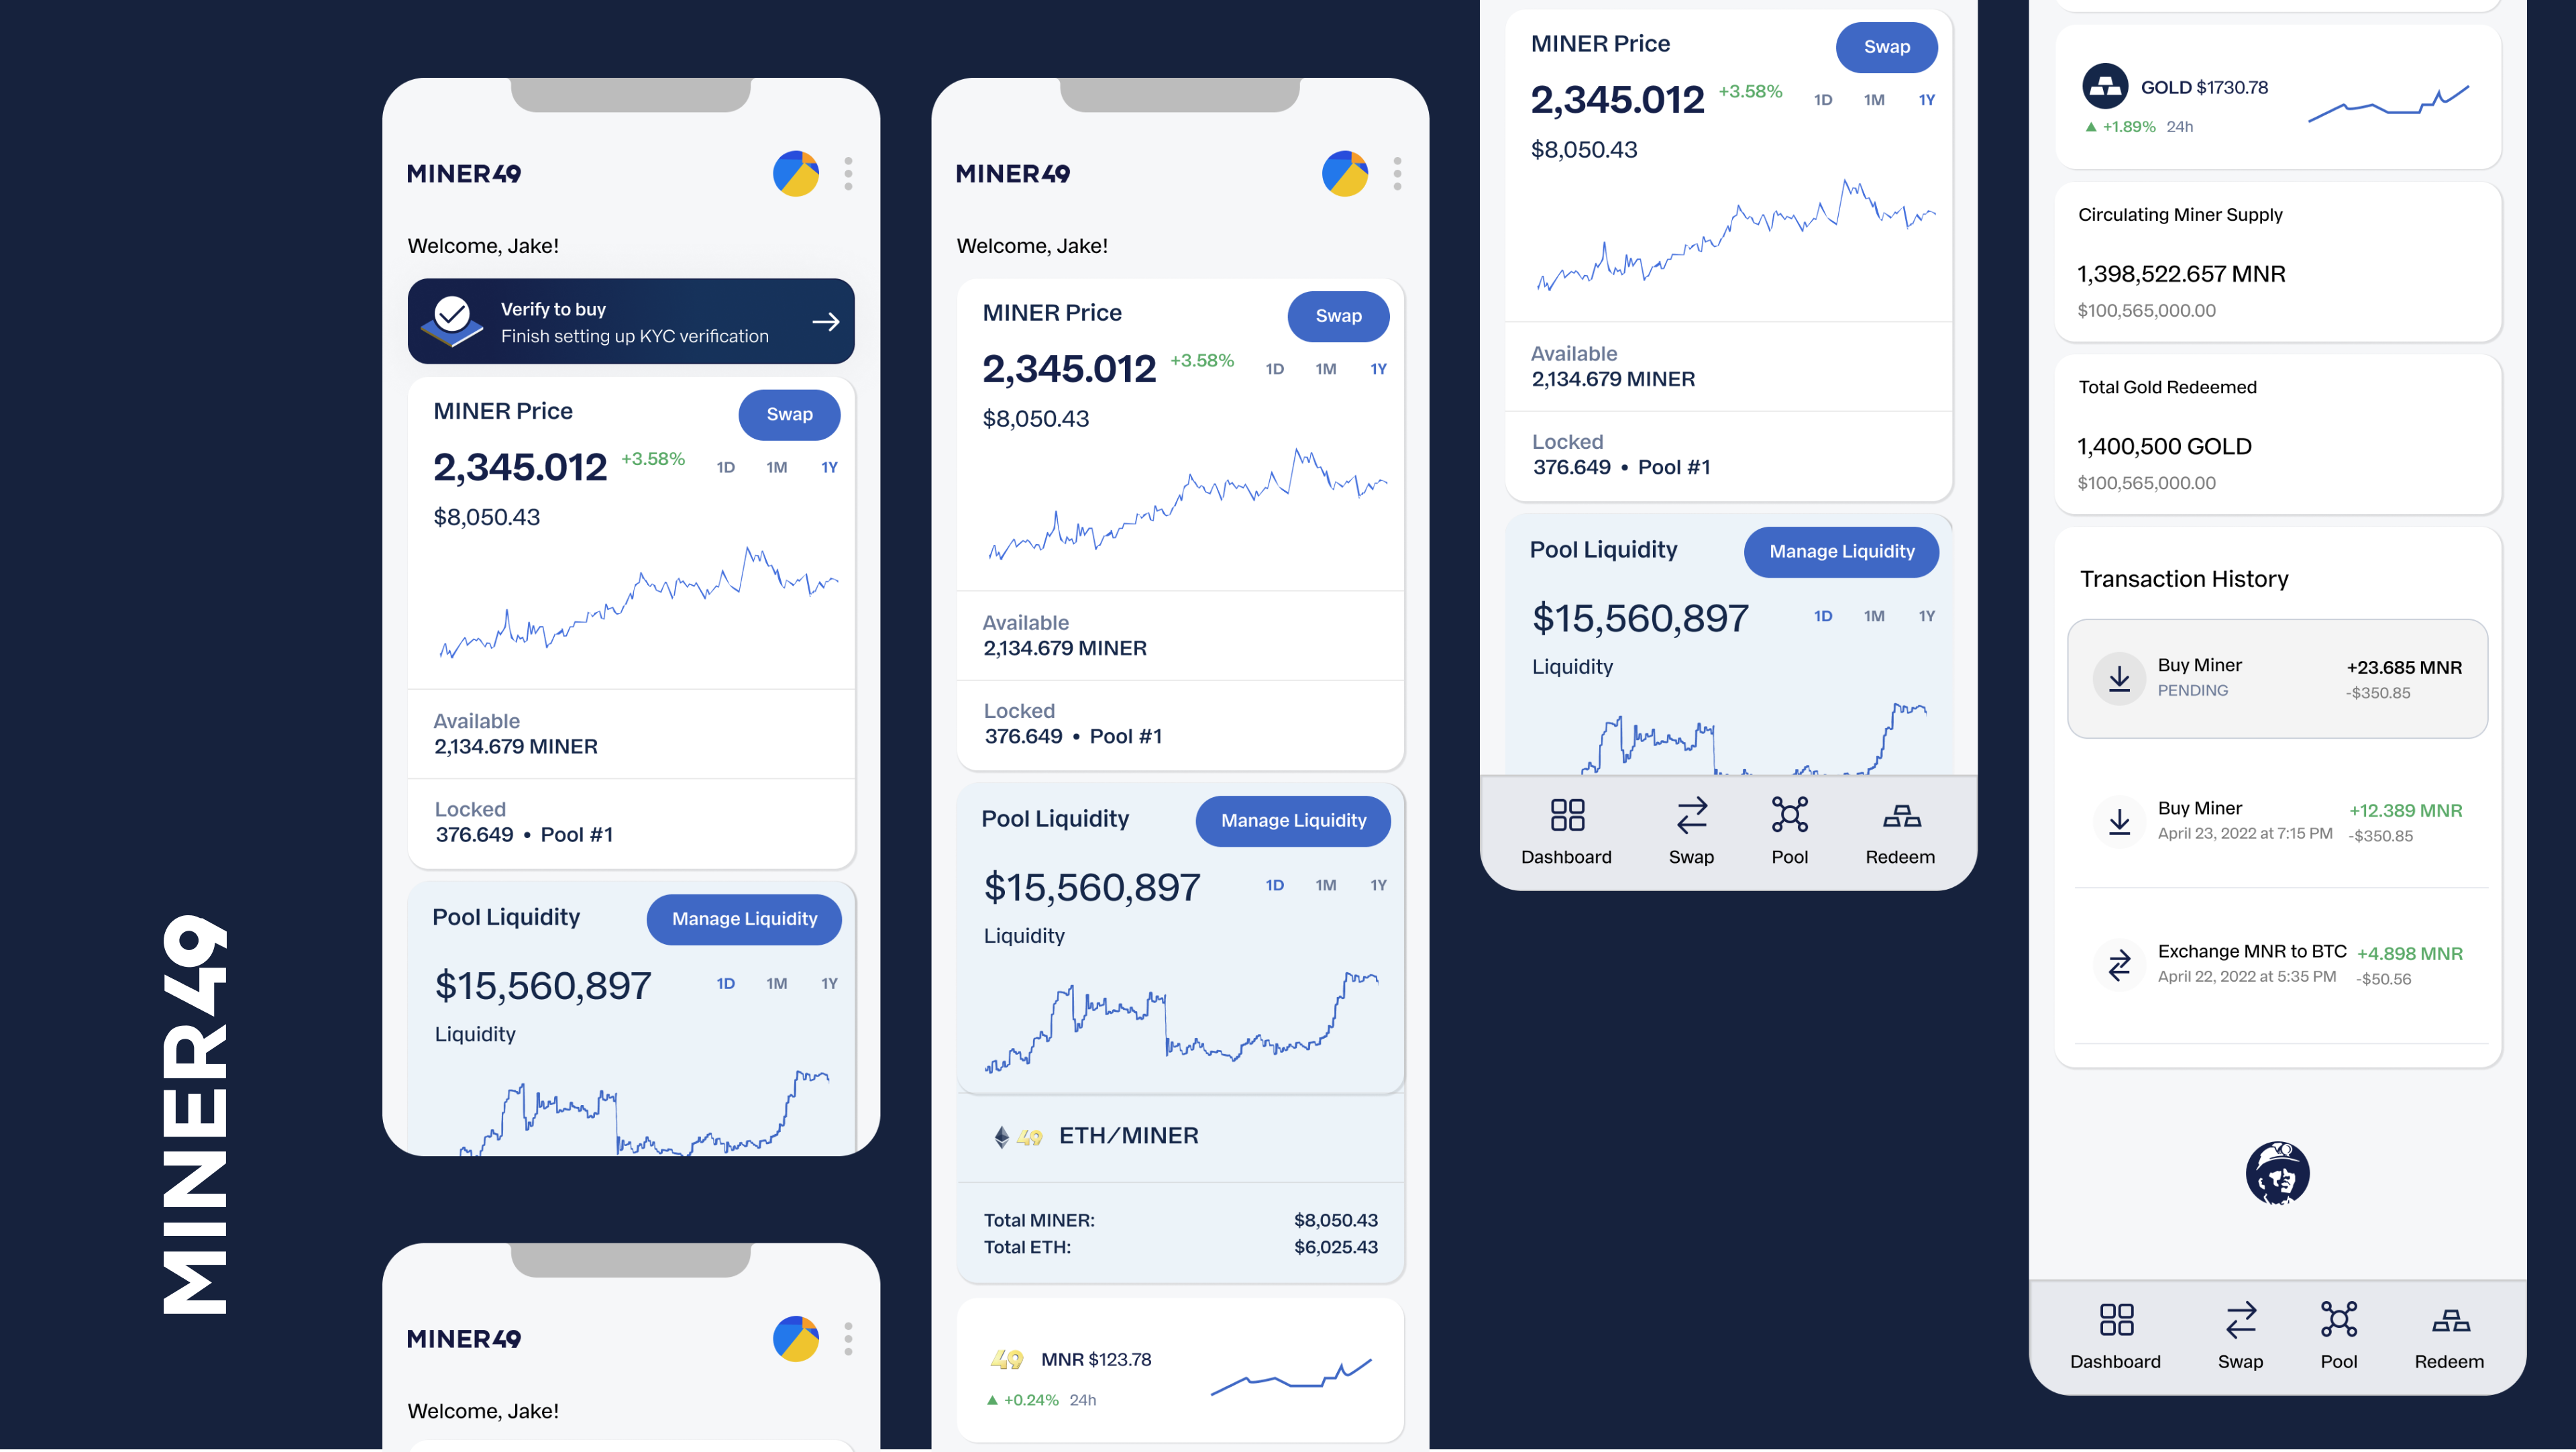 MINER49
MINER49
Welcome, Jake!
Verify to buy
Finish setting up KYC verification
MINER Price
Swap
2,345.012 +3.58% 1D 1M 1Y
$8,050.43
Available
2,134.679 MINER
Locked
376.649 • Pool #1
Pool Liquidity
Manage Liquidity
$15,560,897 1D 1M 1Y
Liquidity
MINER49
Welcome, Jake!
MINER49
Welcome, Jake!
MINER Price
Swap
2,345.012 +3.58% 1D 1M 1Y
$8,050.43
Available
2,134.679 MINER
Locked
376.649 • Pool #1
Pool Liquidity
Manage Liquidity
$15,560,897 1D 1M 1Y
Liquidity
49 ETH/MINER
Total MINER: $8,050.43
Total ETH: $6,025.43
49 MNR $123.78
+0.24% 24h
MINER Price
Swap
2,345.012 +3.58% 1D 1M 1Y
$8,050.43
Available
2,134.679 MINER
Locked
376.649 • Pool #1
Pool Liquidity
Manage Liquidity
$15,560,897 1D 1M 1Y
Liquidity
Dashboard Swap Pool Redeem
GOLD $1730.78
+1.89% 24h
Circulating Miner Supply
1,398,522.657 MNR
$100,565,000.00
Total Gold Redeemed
1,400,500 GOLD
$100,565,000.00
Transaction History
Buy Miner +23.685 MNR
PENDING -$350.85
Buy Miner +12.389 MNR
April 23, 2022 at 7:15 PM -$350.85
Exchange MNR to BTC +4.898 MNR
April 22, 2022 at 5:35 PM -$50.56
Dashboard Swap Pool Redeem